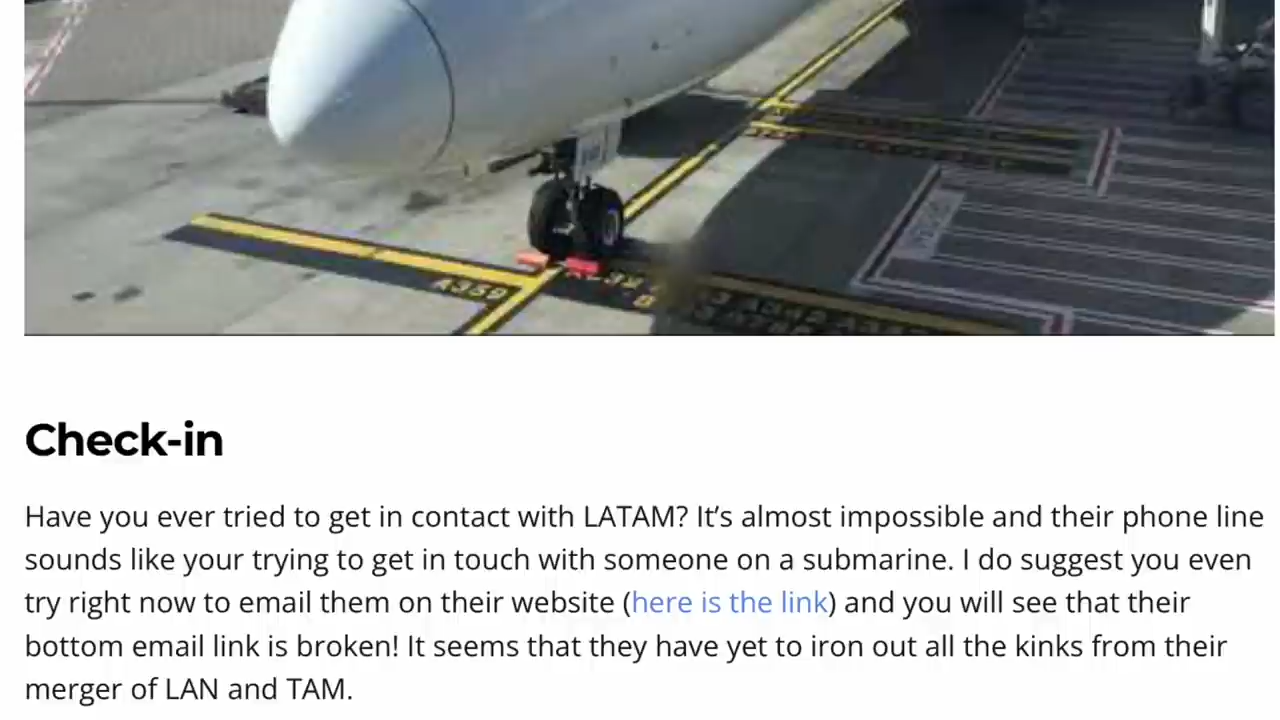 A359
Check-in
Have you ever tried to get in contact with LATAM? It’s almost impossible and their phone line
sounds like your trying to get in touch with someone on a submarine. I do suggest you even
try right now to email them on their website (here is the link) and you will see that their
bottom email link is broken! It seems that they have yet to iron out all the kinks from their
merger of LAN and TAM.